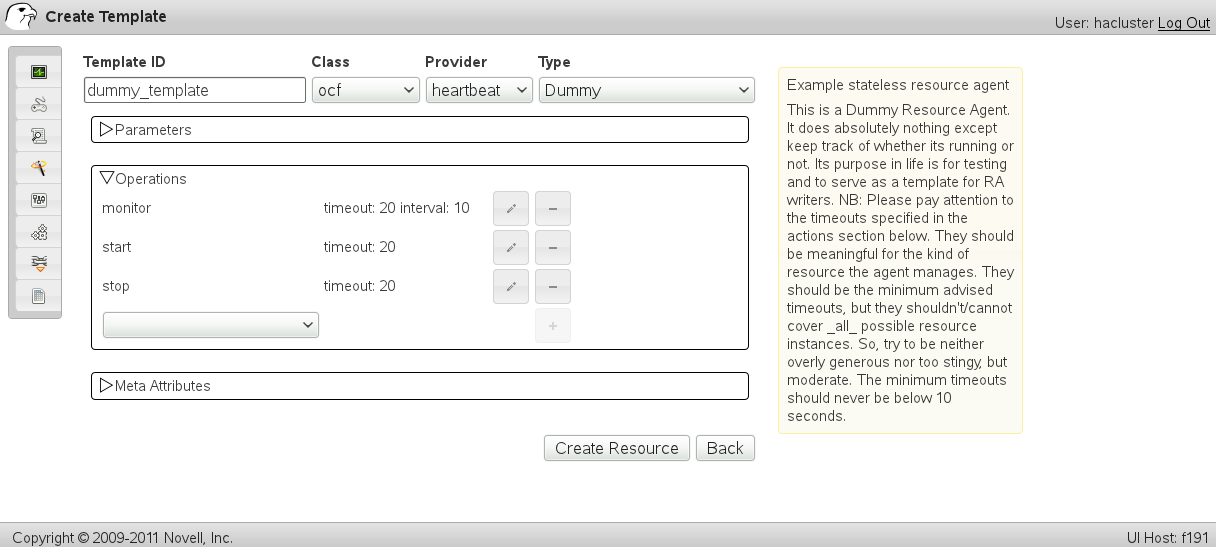 Create Template
User: hacluster Log Out
Template ID Class Provider Type
dummy_template ocf heartbeat Dummy
Parameters
Operations
monitor timeout: 20 interval: 10
start timeout: 20
stop timeout: 20
Meta Attributes
Create Resource Back
Example stateless resource agent
This is a Dummy Resource Agent.
It does absolutely nothing except
keep track of whether its running or
not. Its purpose in life is for testing
and to serve as a template for RA
writers. NB: Please pay attention to
the timeouts specified in the
actions section below. They should
be meaningful for the kind of
resource the agent manages. They
should be the minimum advised
timeouts, but they shouldn't/cannot
cover _all_ possible resource
instances. So, try to be neither
overly generous nor too stingy, but
moderate. The minimum timeouts
should never be below 10
seconds.
Copyright © 2009-2011 Novell, Inc.
UI Host: f191